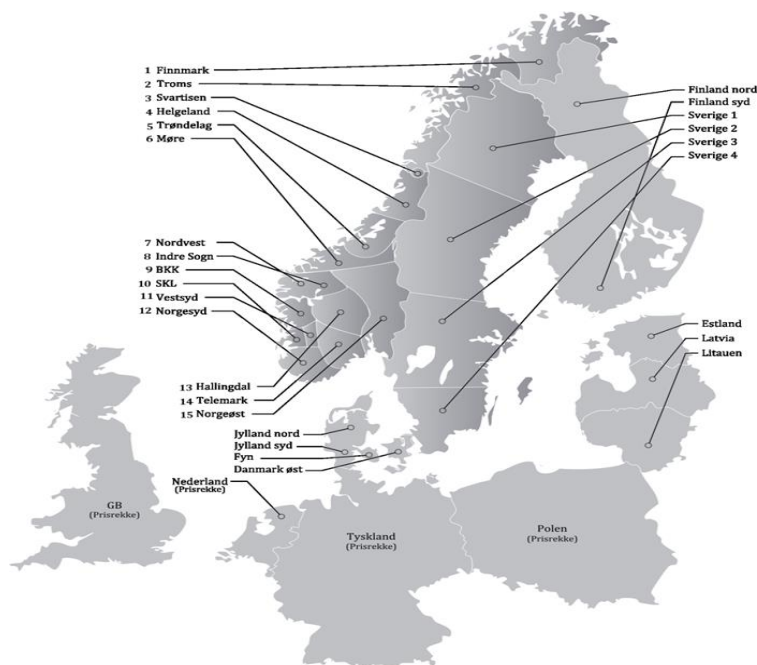 1 Finnmark
2 Troms
3 Svartisen
4 Helgeland
5 Trøndelag
6 Møre
Finland nord
Finland syd
Sverige 1
Sverige 2
Sverige 3
Sverige 4
7 Nordvest
8 Indre Sogn
9 BKK
10 SKL
11 Vestsyd
12 Norgesyd
Estland
Latvia
Litauen
13 Hallingdal
14 Telemark
15 Norgeøst
Jylland nord
Jylland syd
Fyn
Danmark øst
Nederland
(Prisrekke)
GB
(Prisrekke)
Tyskland
(Prisrekke)
Polen
(Prisrekke)